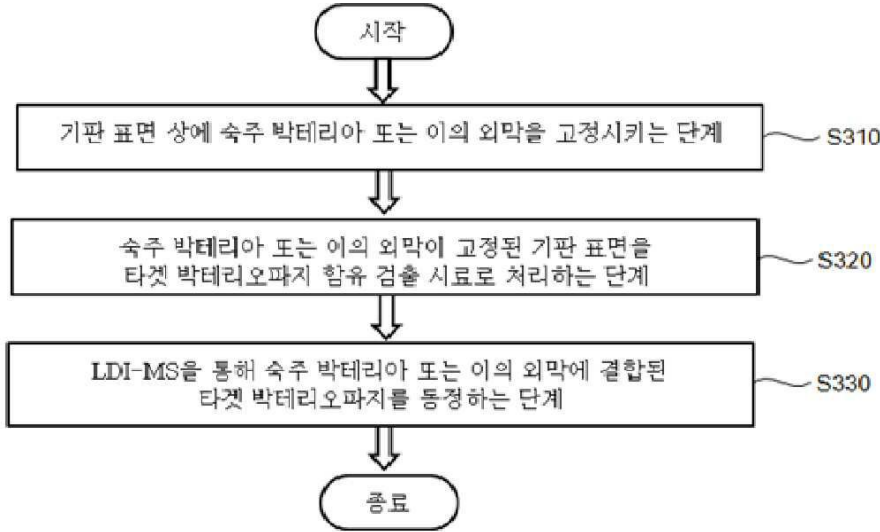 시작
기판 표면 상에 숙주 박테리아 또는 이의 외막을 고정시키는 단계
S310
숙주 박테리아 또는 이의 외막이 고정된 기판 표면을
타겟 박테리오파지 함유 검출 시료로 처리하는 단계
S320
LDI-MS을 통해 숙주 박테리아 또는 이의 외막에 결합된
타겟 박테리오파지를 동정하는 단계
S330
종료